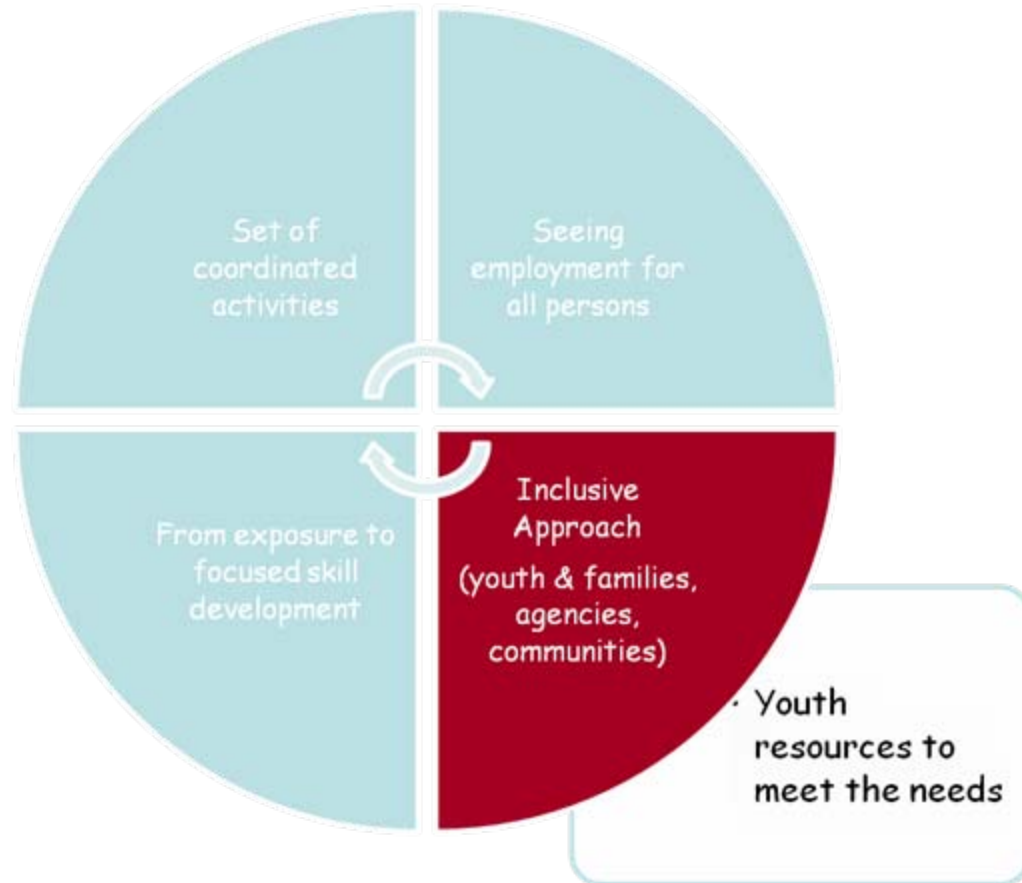 Set of
coordinated
activities
Seeing
employment for
all persons
From exposure to
focused skill
development
Inclusive
Approach
(youth & families,
agencies,
communities)
· Youth
resources to
meet the needs